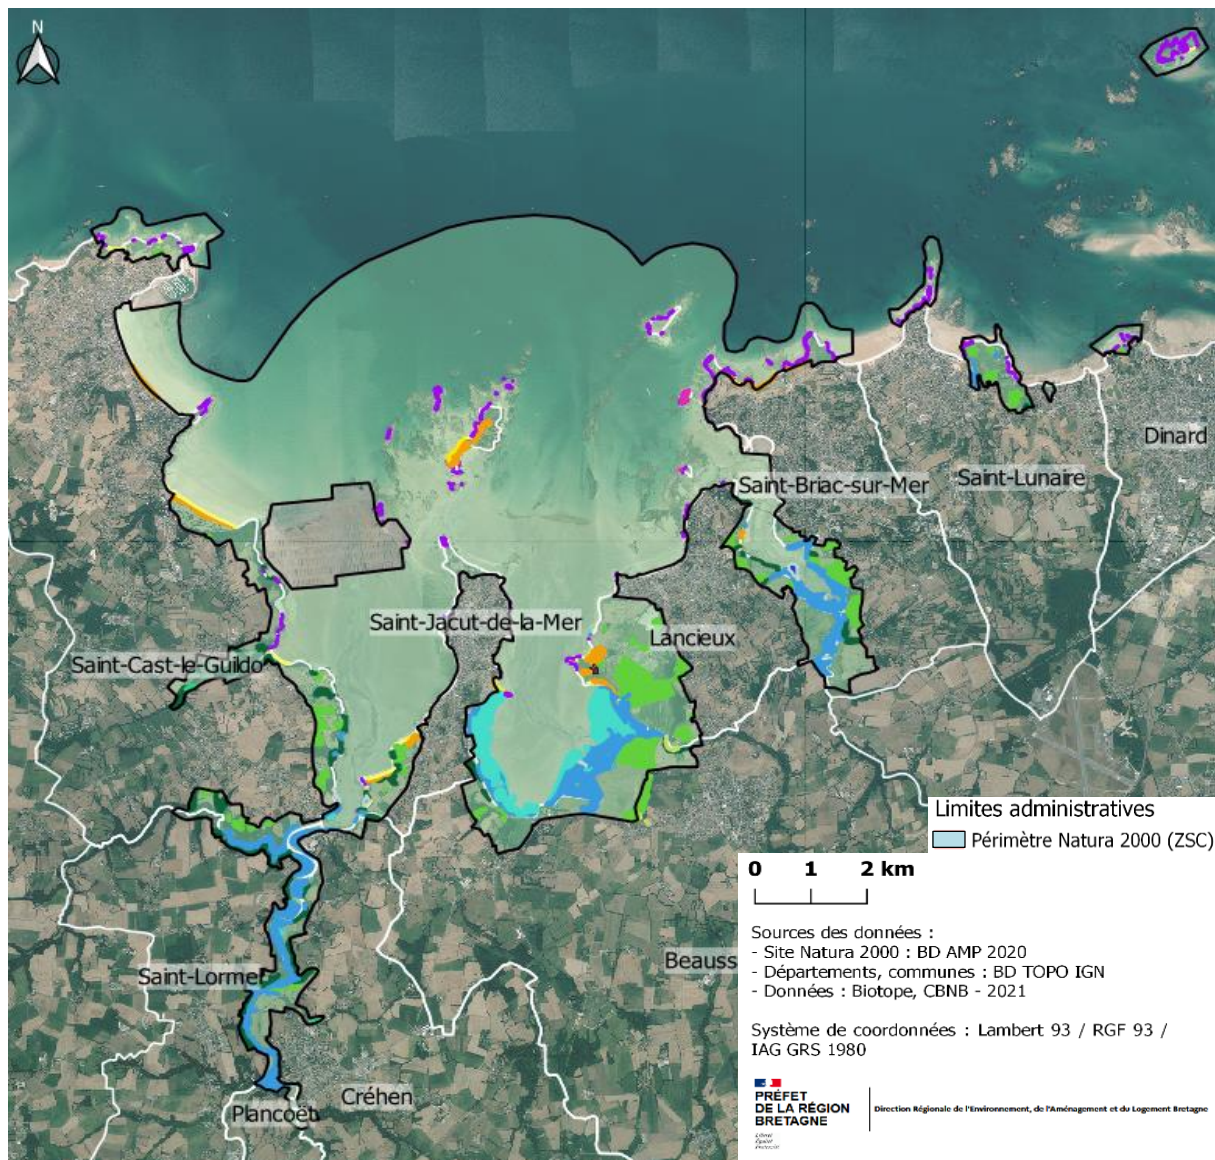 N
Dinard
Saint-Lunaire
Saint-Briac-sur-Mer
Saint-Jacut-de-la-Mer
Lancieux
Saint-Cast-le-Guildo
Saint-Lormel
Beauss
Créhen
Plancoët
Limites administratives
Périmètre Natura 2000 (ZSC)
0 1 2 km
Sources des données :
- Site Natura 2000 : BD AMP 2020
- Départements, communes : BD TOPO IGN
- Données : Biotope, CBNB - 2021
Système de coordonnées : Lambert 93 / RGF 93 /
IAG GRS 1980
PRÉFET
DE LA RÉGION
BRETAGNE
Liberté
Égalité
Fraternité
Direction Régionale de l'Environnement, de l'Aménagement et du Logement Bretagne